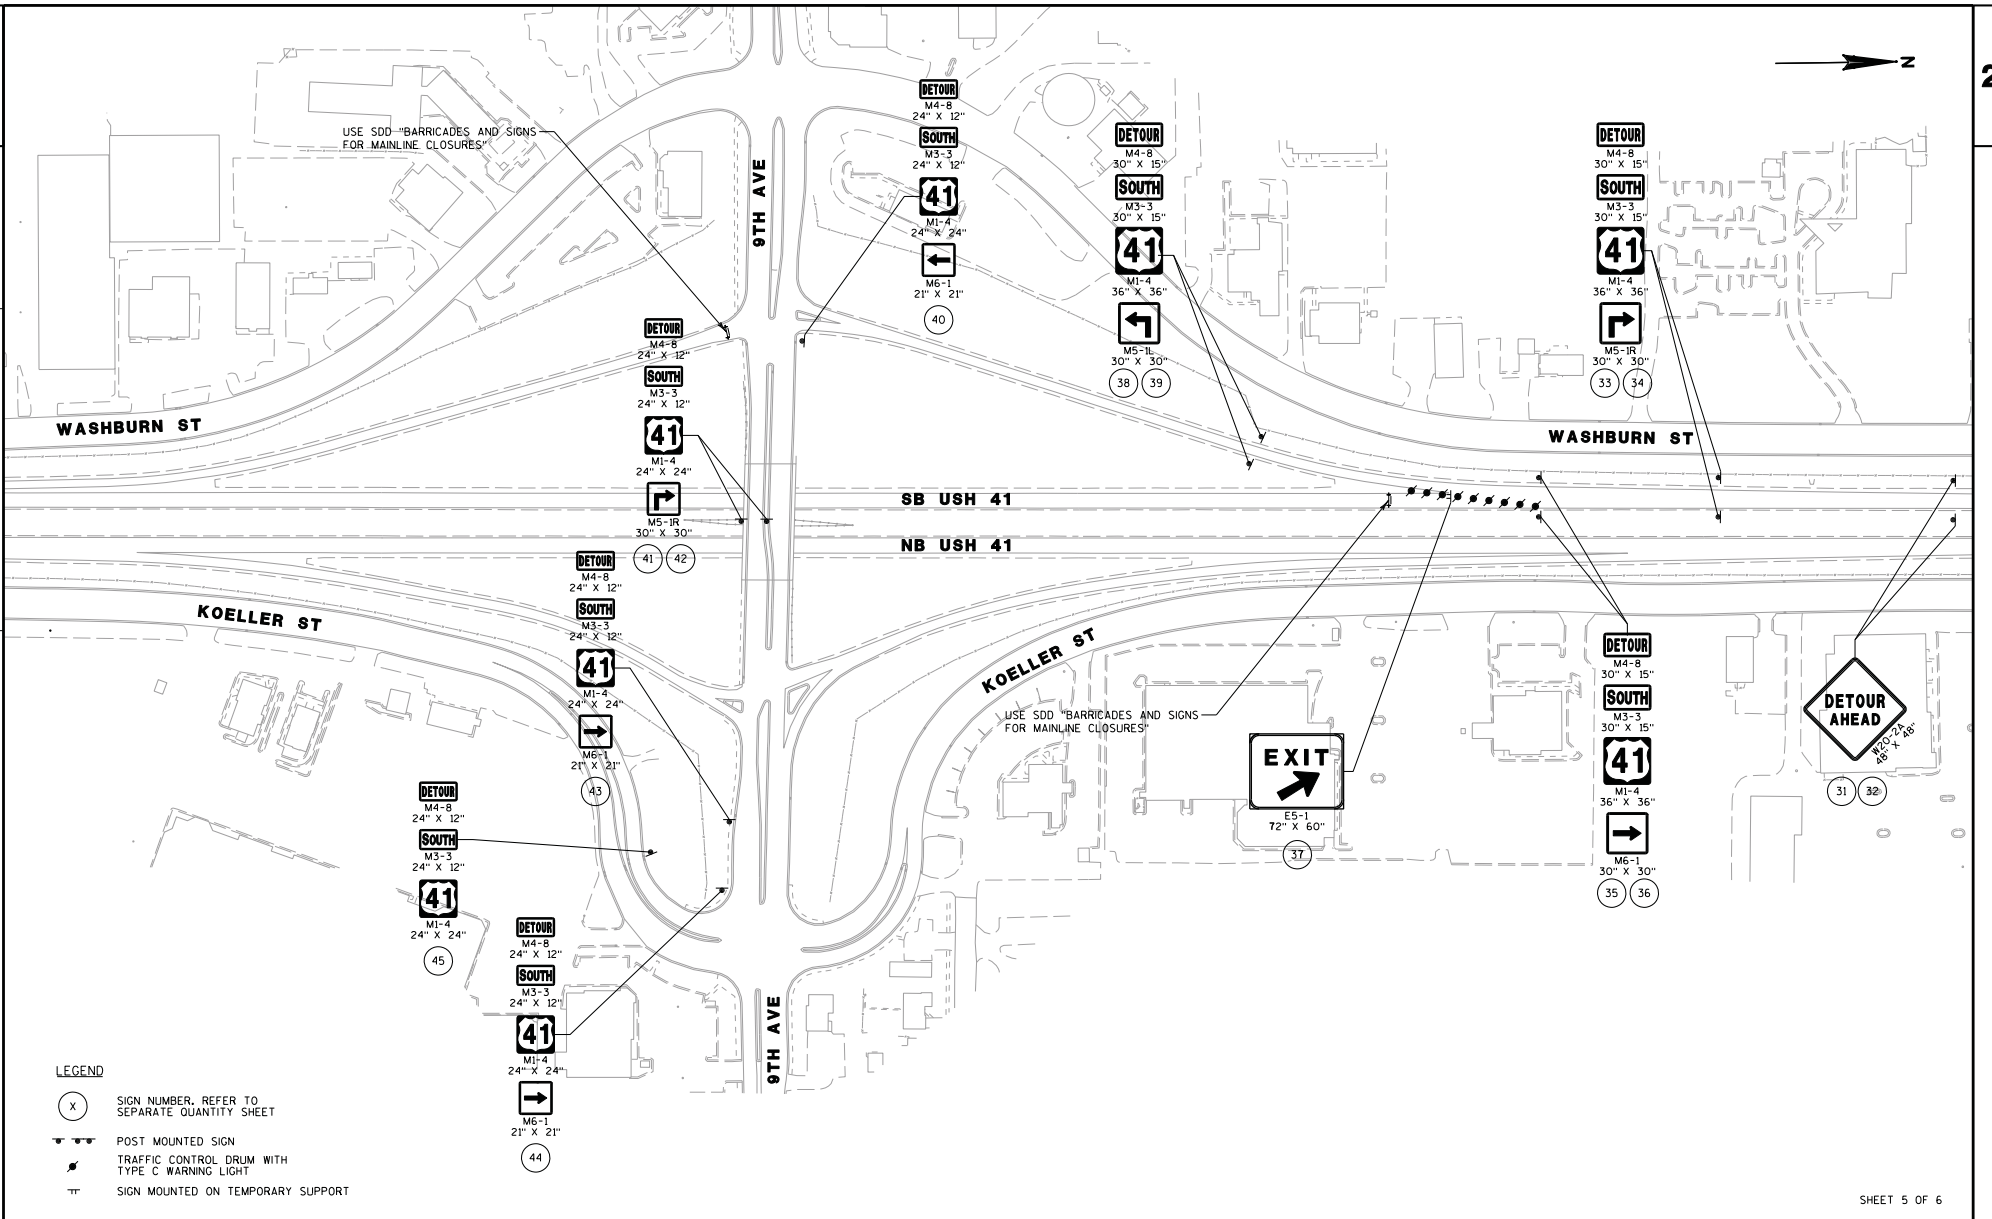 N
2
USE SDD "BARRICADES AND SIGNS
FOR MAINLINE CLOSURES"
9TH AVE
DETOUR
M4-8
24" X 12"
SOUTH
M3-3
24" X 12"
41
M1-4
24" X 24"
M6-1
21" X 21"
40
DETOUR
M4-8
30" X 15"
SOUTH
M3-3
30" X 15"
41
M1-4
36" X 36"
M5-1L
30" X 30"
38 39
DETOUR
M4-8
30" X 15"
SOUTH
M3-3
30" X 15"
41
M1-4
36" X 36"
M5-1R
30" X 30"
33 34
DETOUR
M4-8
24" X 12"
SOUTH
M3-3
24" X 12"
41
M1-4
24" X 24"
M5-1R
30" X 30"
41 42
WASHBURN ST
WASHBURN ST
SB USH 41
NB USH 41
KOELLER ST
KOELLER ST
DETOUR
M4-8
24" X 12"
SOUTH
M3-3
24" X 12"
41
M1-4
24" X 24"
M6-1
21" X 21"
43
USE SDD "BARRICADES AND SIGNS
FOR MAINLINE CLOSURES"
EXIT
E5-1
72" X 60"
37
DETOUR
M4-8
30" X 15"
SOUTH
M3-3
30" X 15"
41
M1-4
36" X 36"
M6-1
30" X 30"
35 36
DETOUR
AHEAD
W20-2A
48" X 48"
31 32
DETOUR
M4-8
24" X 12"
SOUTH
M3-3
24" X 12"
41
M1-4
24" X 24"
45
DETOUR
M4-8
24" X 12"
SOUTH
M3-3
24" X 12"
41
M1-4
24" X 24"
M6-1
21" X 21"
44
9TH AVE
LEGEND
X SIGN NUMBER. REFER TO
SEPARATE QUANTITY SHEET
POST MOUNTED SIGN
TRAFFIC CONTROL DRUM WITH
TYPE C WARNING LIGHT
SIGN MOUNTED ON TEMPORARY SUPPORT
SHEET 5 OF 6